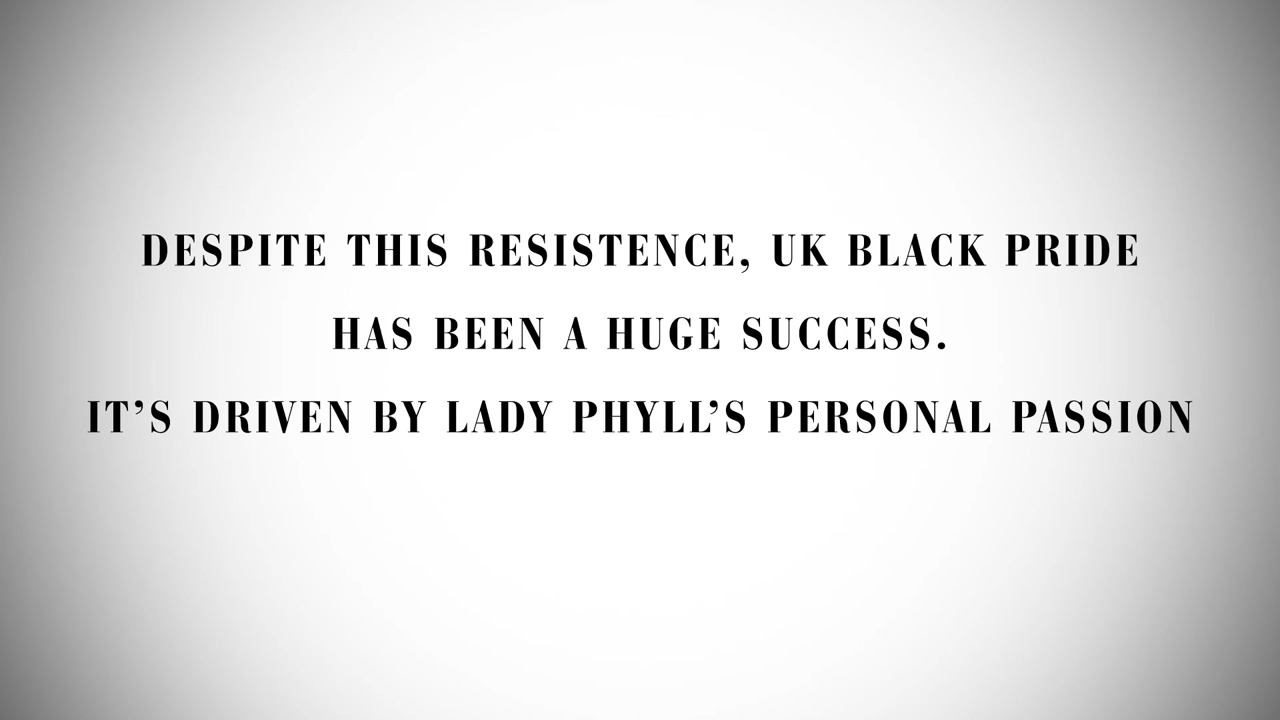 DESPITE THIS RESISTENCE, UK BLACK PRIDE
HAS BEEN A HUGE SUCCESS.
IT’S DRIVEN BY LADY PHYLL’S PERSONAL PASSION